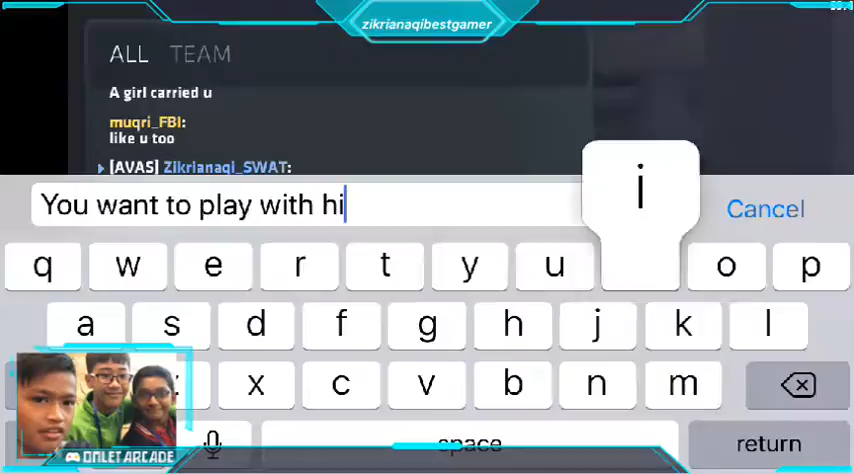 zikrianaqibestgamer
ALL TEAM
A girl carried u
muqri_FBI:
like u too
[AVAS] Zikrianaqi_SWAT:
You want to play with hi
i
Cancel
q w e r t y u o p
a s d f g h j k l
x c v b n m
space return
OMLET ARCADE